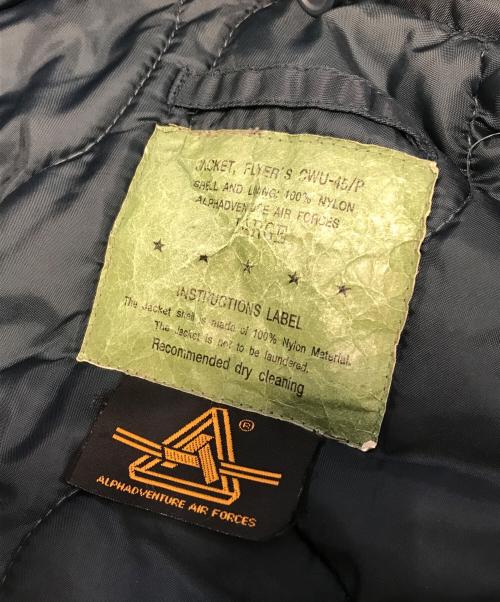 JACKET, FLYER'S CWU-45/P
SHELL AND LINING: 100% NYLON
ALPHADVENTURE AIR FORCES
LARGE
INSTRUCTIONS LABEL
The Jacket shell is made of 100% Nylon Material.
The Jacket is not to be laundered.
Recommended dry cleaning
®
ALPHADVENTURE AIR FORCES